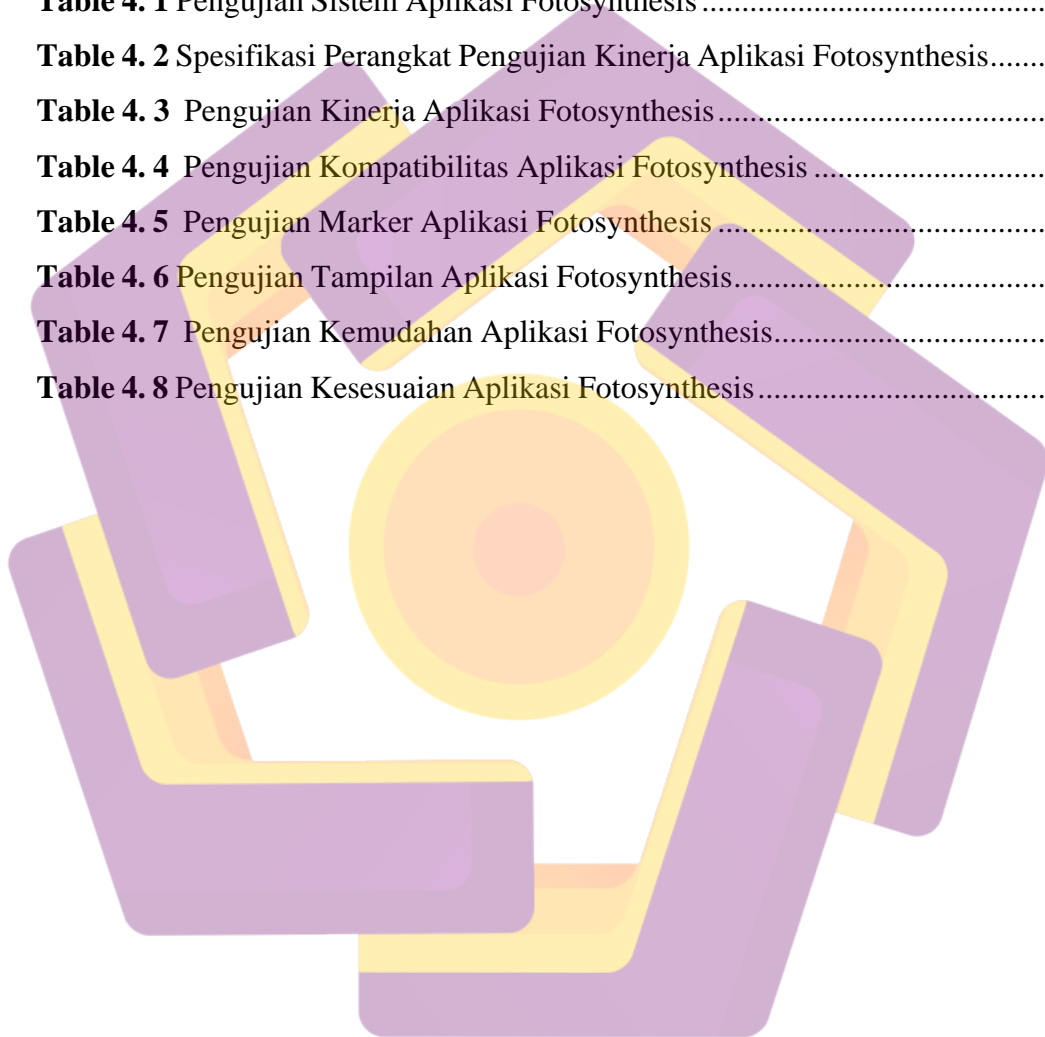 Table 4. 1 Pengujian Sistem Aplikasi Fotosynthesis............................................
Table 4. 2 Spesifikasi Perangkat Pengujian Kinerja Aplikasi Fotosynthesis.......
Table 4. 3 Pengujian Kinerja Aplikasi Fotosynthesis.........................................
Table 4. 4 Pengujian Kompatibilitas Aplikasi Fotosynthesis .............................
Table 4. 5 Pengujian Marker Aplikasi Fotosynthesis .........................................
Table 4. 6 Pengujian Tampilan Aplikasi Fotosynthesis.......................................
Table 4. 7 Pengujian Kemudahan Aplikasi Fotosynthesis..................................
Table 4. 8 Pengujian Kesesuaian Aplikasi Fotosynthesis....................................